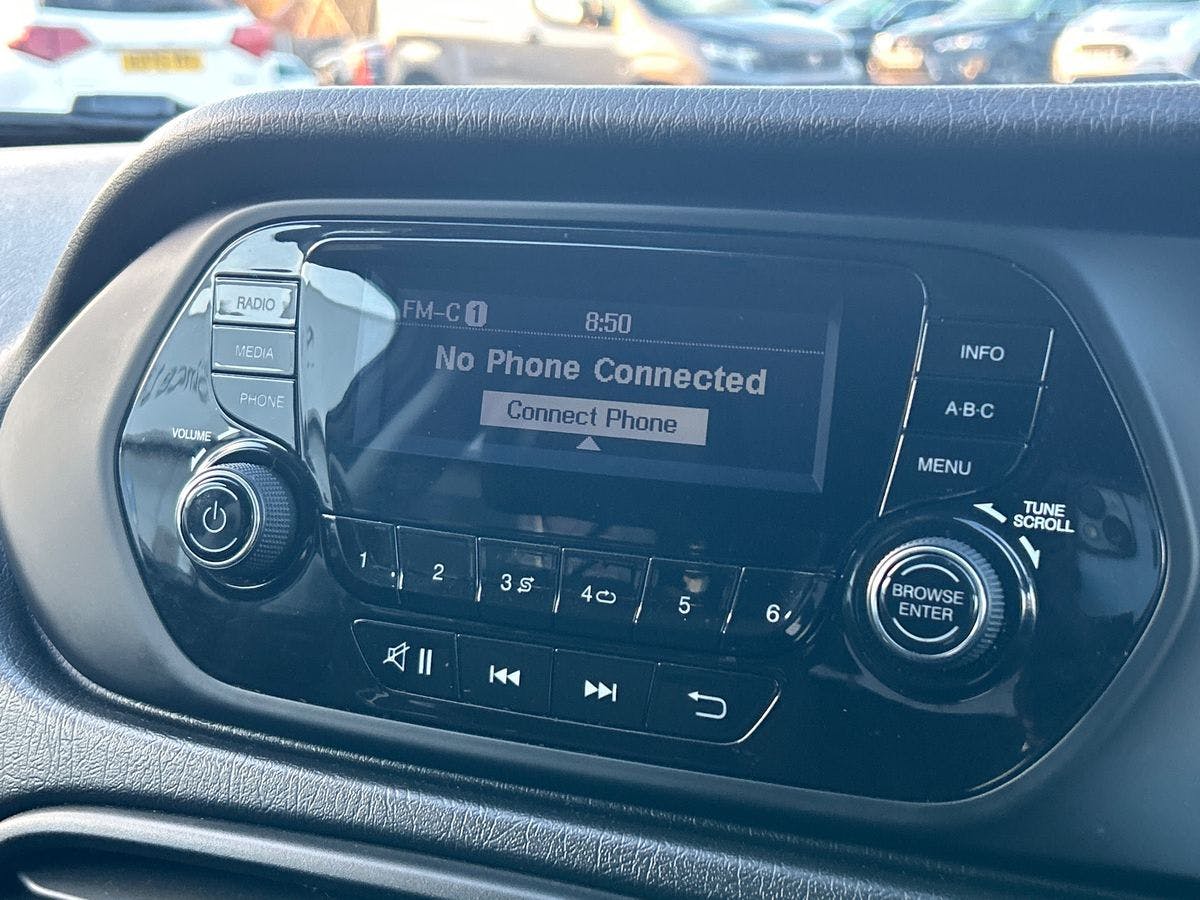 RADIO
MEDIA
PHONE
VOLUME
FM-C 1
8:50
No Phone Connected
Connect Phone
INFO
A·B·C
MENU
TUNE
SCROLL
BROWSE
ENTER
1
2
3
4
5
6